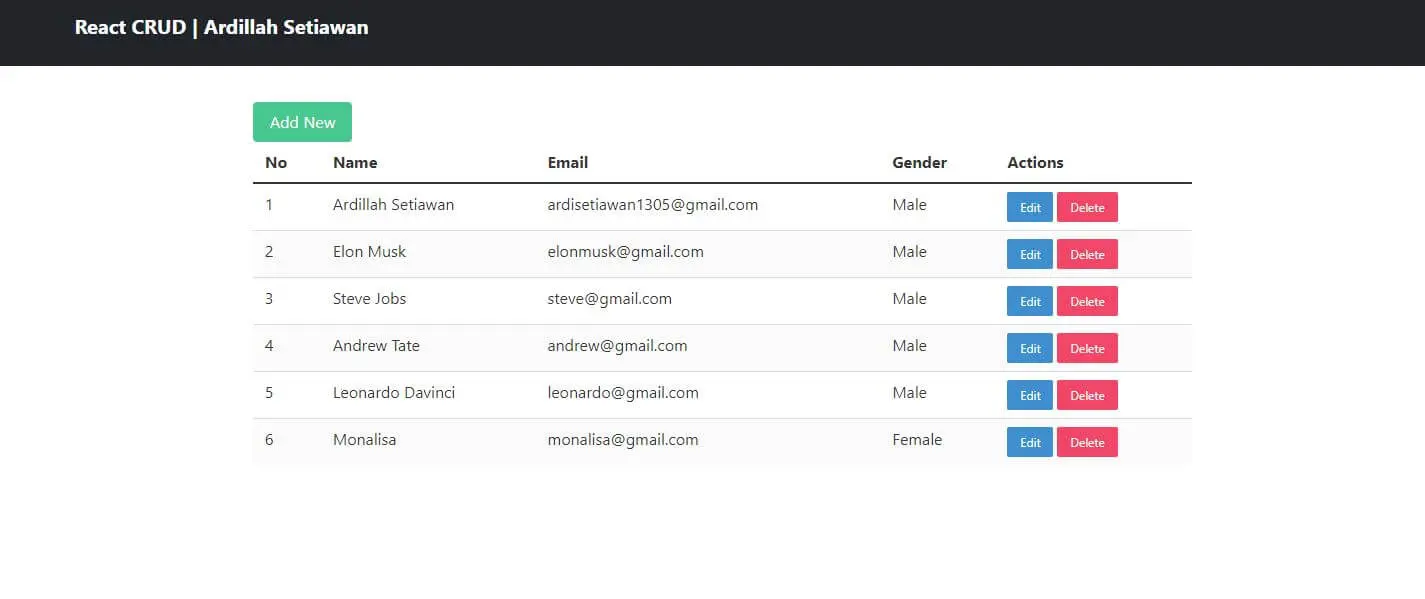 React CRUD | Ardillah Setiawan
Add New
No Name Email Gender Actions
1 Ardillah Setiawan ardisetiawan1305@gmail.com Male Edit Delete
2 Elon Musk elonmusk@gmail.com Male Edit Delete
3 Steve Jobs steve@gmail.com Male Edit Delete
4 Andrew Tate andrew@gmail.com Male Edit Delete
5 Leonardo Davinci leonardo@gmail.com Male Edit Delete
6 Monalisa monalisa@gmail.com Female Edit Delete